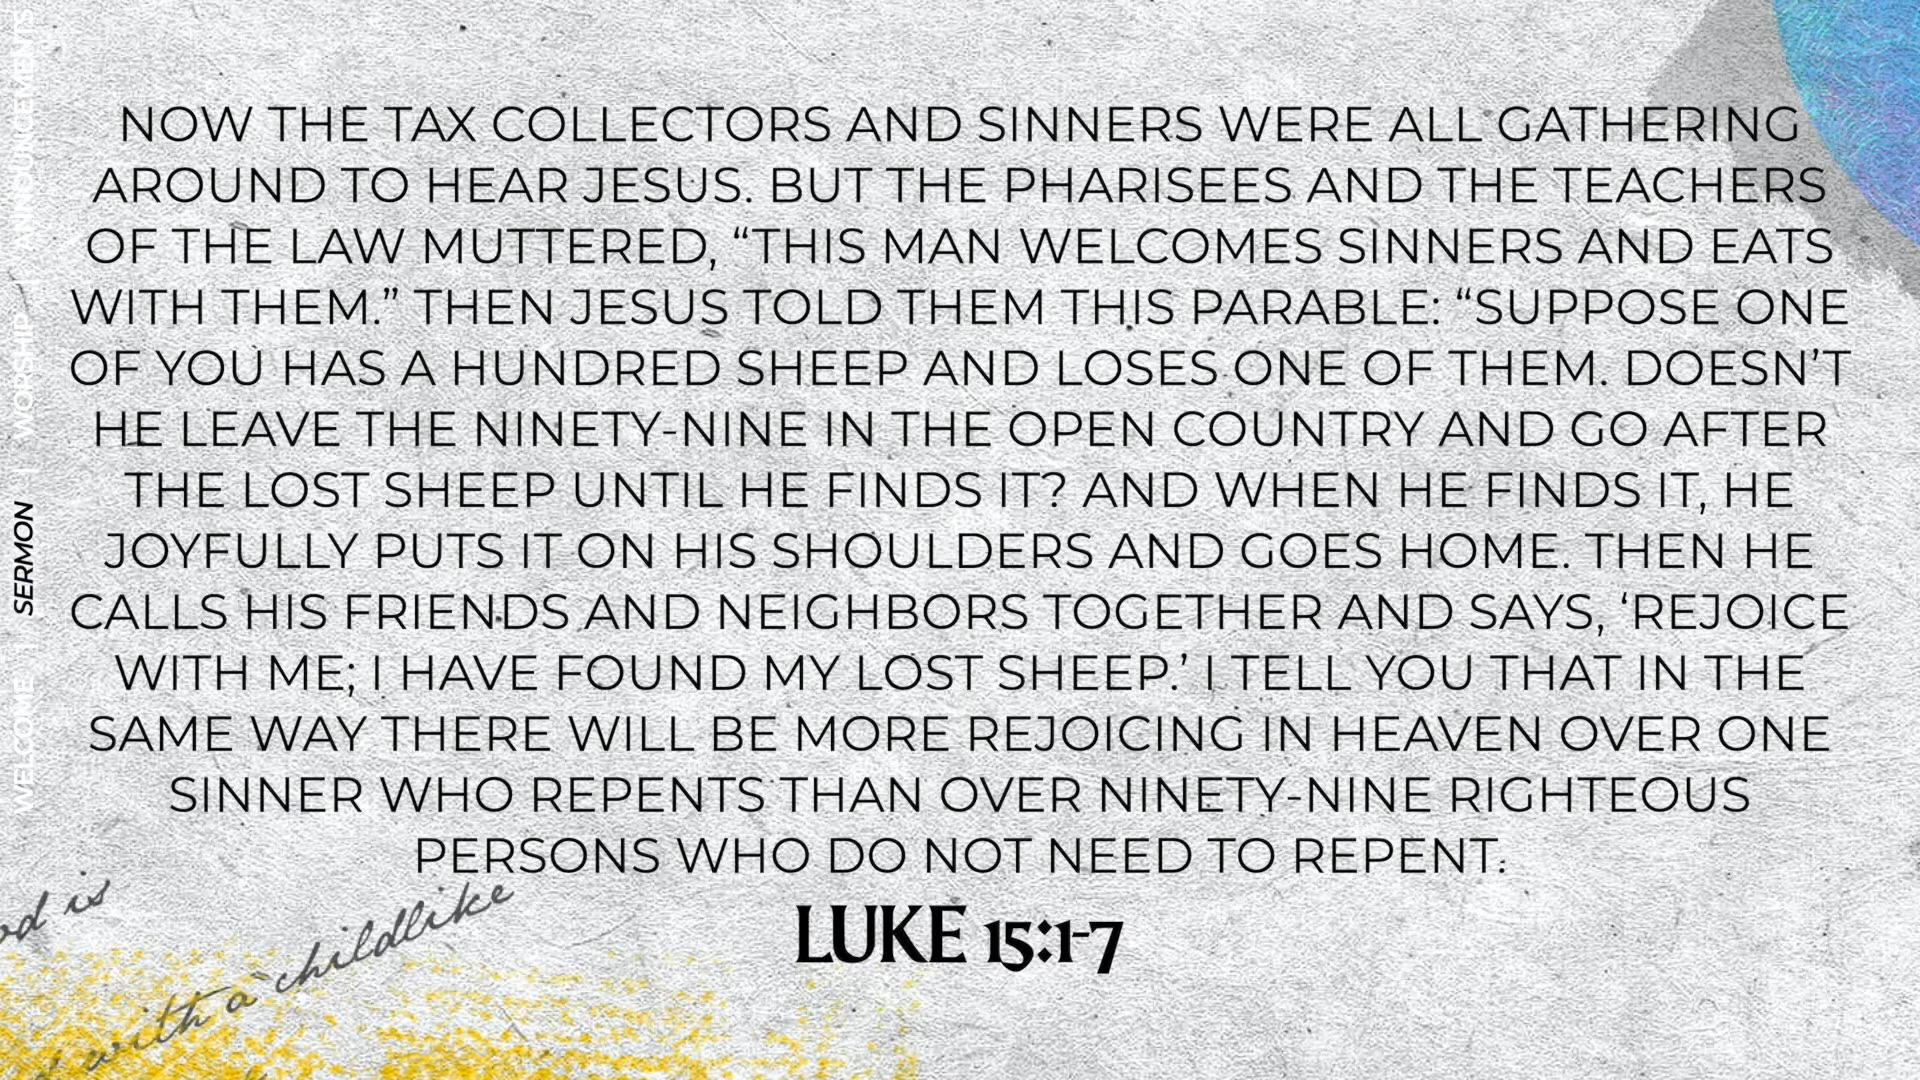 NOW THE TAX COLLECTORS AND SINNERS WERE ALL GATHERING
AROUND TO HEAR JESUS. BUT THE PHARISEES AND THE TEACHERS
OF THE LAW MUTTERED, “THIS MAN WELCOMES SINNERS AND EATS
WITH THEM.” THEN JESUS TOLD THEM THIS PARABLE: “SUPPOSE ONE
OF YOU HAS A HUNDRED SHEEP AND LOSES ONE OF THEM. DOESN’T
HE LEAVE THE NINETY-NINE IN THE OPEN COUNTRY AND GO AFTER
THE LOST SHEEP UNTIL HE FINDS IT? AND WHEN HE FINDS IT, HE
JOYFULLY PUTS IT ON HIS SHOULDERS AND GOES HOME. THEN HE
CALLS HIS FRIENDS AND NEIGHBORS TOGETHER AND SAYS, ‘REJOICE
WITH ME; I HAVE FOUND MY LOST SHEEP.’ I TELL YOU THAT IN THE
SAME WAY THERE WILL BE MORE REJOICING IN HEAVEN OVER ONE
SINNER WHO REPENTS THAN OVER NINETY-NINE RIGHTEOUS
PERSONS WHO DO NOT NEED TO REPENT.
LUKE 15:1-7
WELCOME | SERMON | WORSHIP | ANNOUNCEMENTS
is
with a childlike